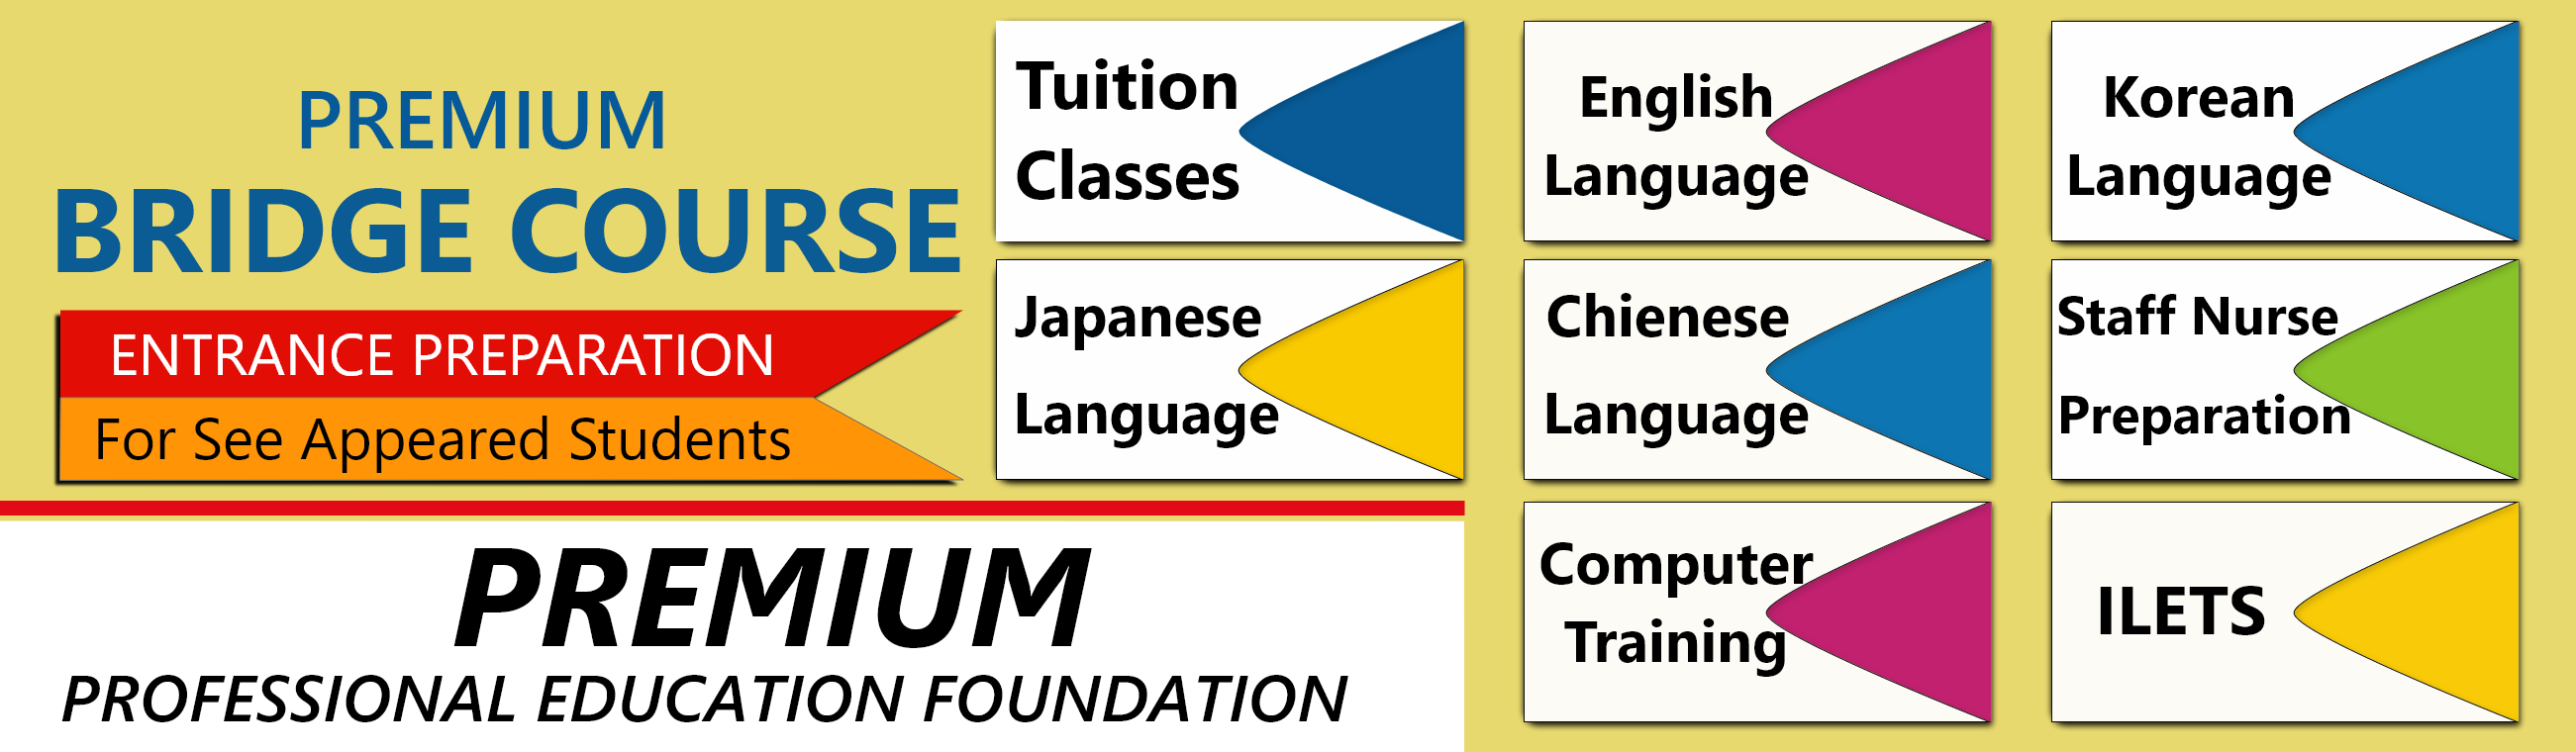 PREMIUM
BRIDGE COURSE
ENTRANCE PREPARATION
For See Appeared Students
PREMIUM
PROFESSIONAL EDUCATION FOUNDATION
Tuition
Classes
English
Language
Korean
Language
Japanese
Language
Chienese
Language
Staff Nurse
Preparation
Computer
Training
ILETS